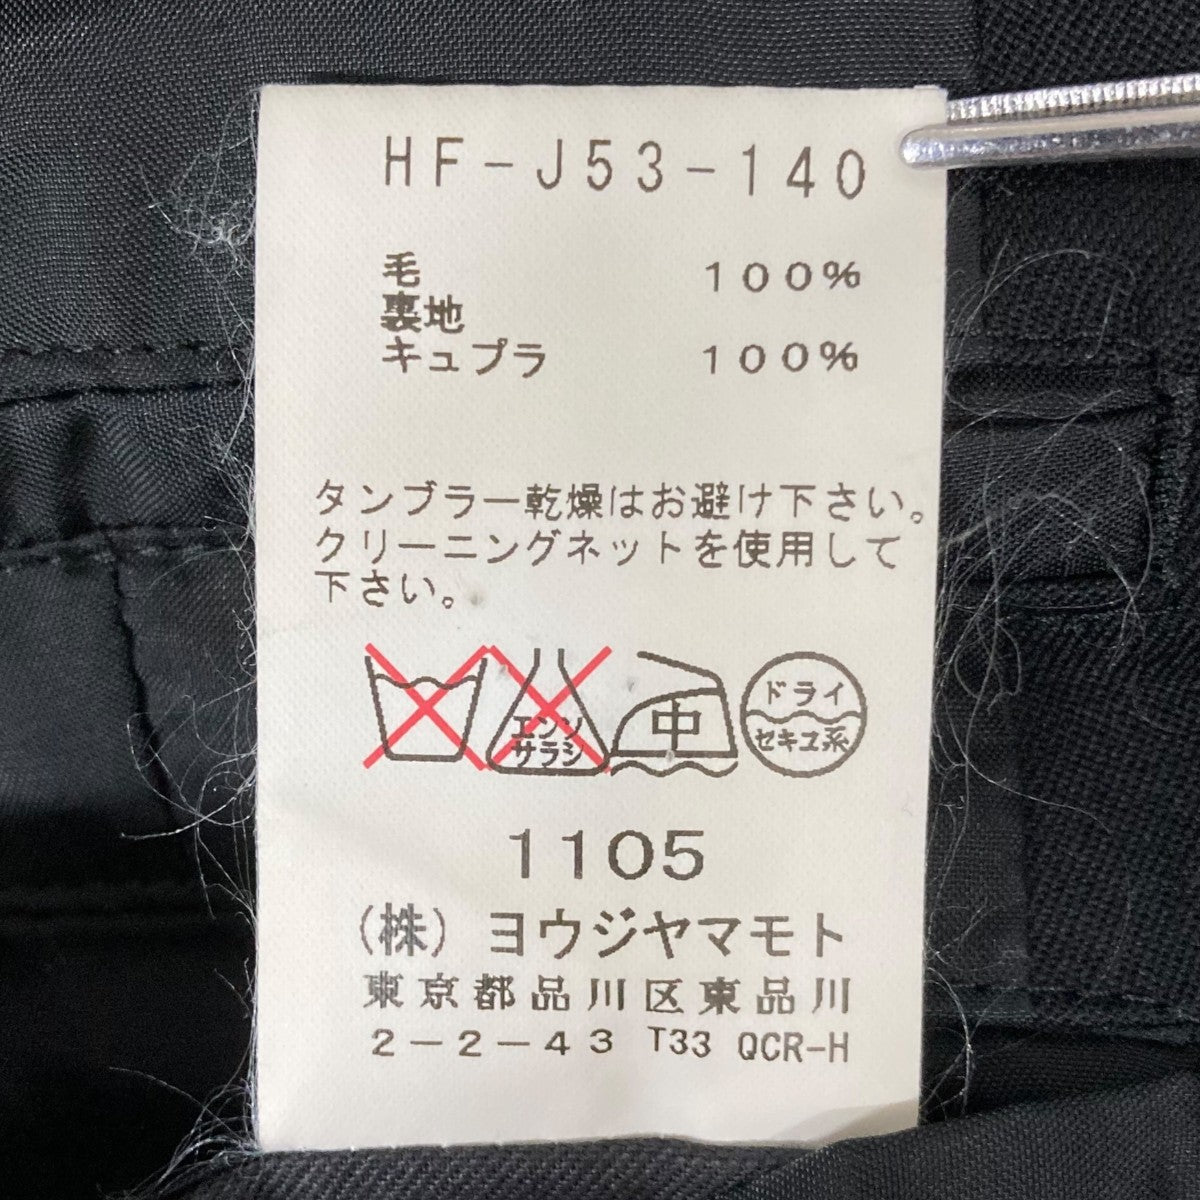 HF-J53-140
毛 100%
裏地
キュプラ 100%
タンブラー乾燥はお避け下さい。
クリーニングネットを使用して
下さい。
エンソ
サラシ
中
ドライ
セキユ系
1105
(株)ヨウジヤマモト
東京都品川区東品川
2-2-43 T33 QCR-H